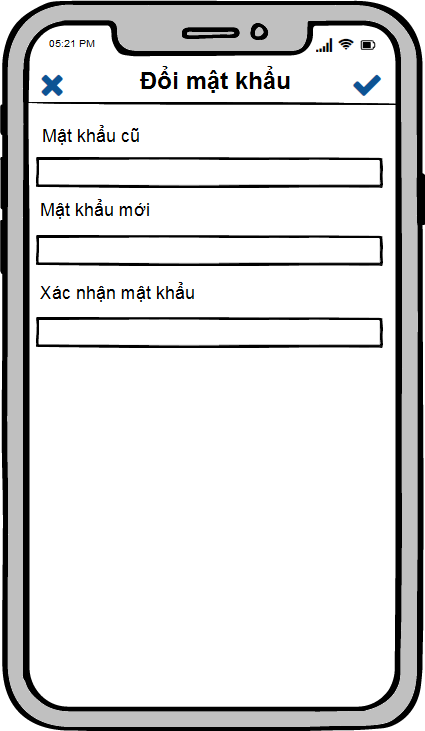 05:21 PM
Đổi mật khẩu
Mật khẩu cũ
Mật khẩu mới
Xác nhận mật khẩu